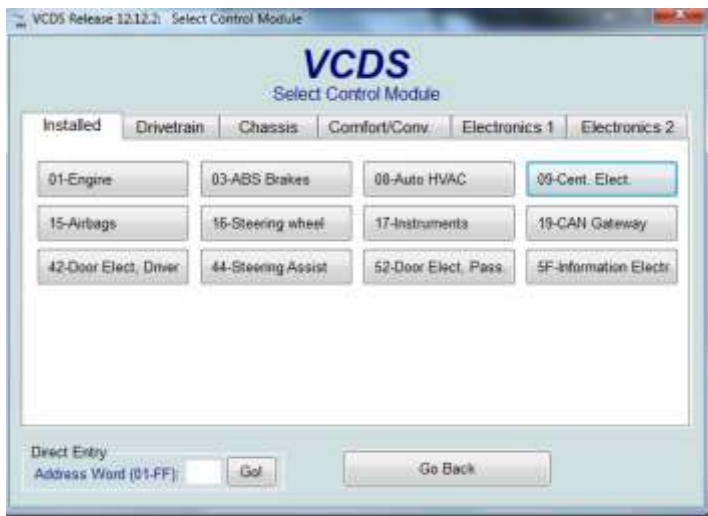 VCDS Release 12.12.2: Select Control Module
VCDS
Select Control Module
Installed Drivetrain Chassis Comfort/Conv. Electronics 1 Electronics 2
01-Engine 03-ABS Brakes 08-Auto HVAC 09-Cent. Elect.
15-Airbags 16-Steering wheel 17-Instruments 19-CAN Gateway
42-Door Elect, Driver 44-Steering Assist 52-Door Elect, Pass. 5F-Information Electr
Direct Entry
Address Word (01-FF): Go! Go Back